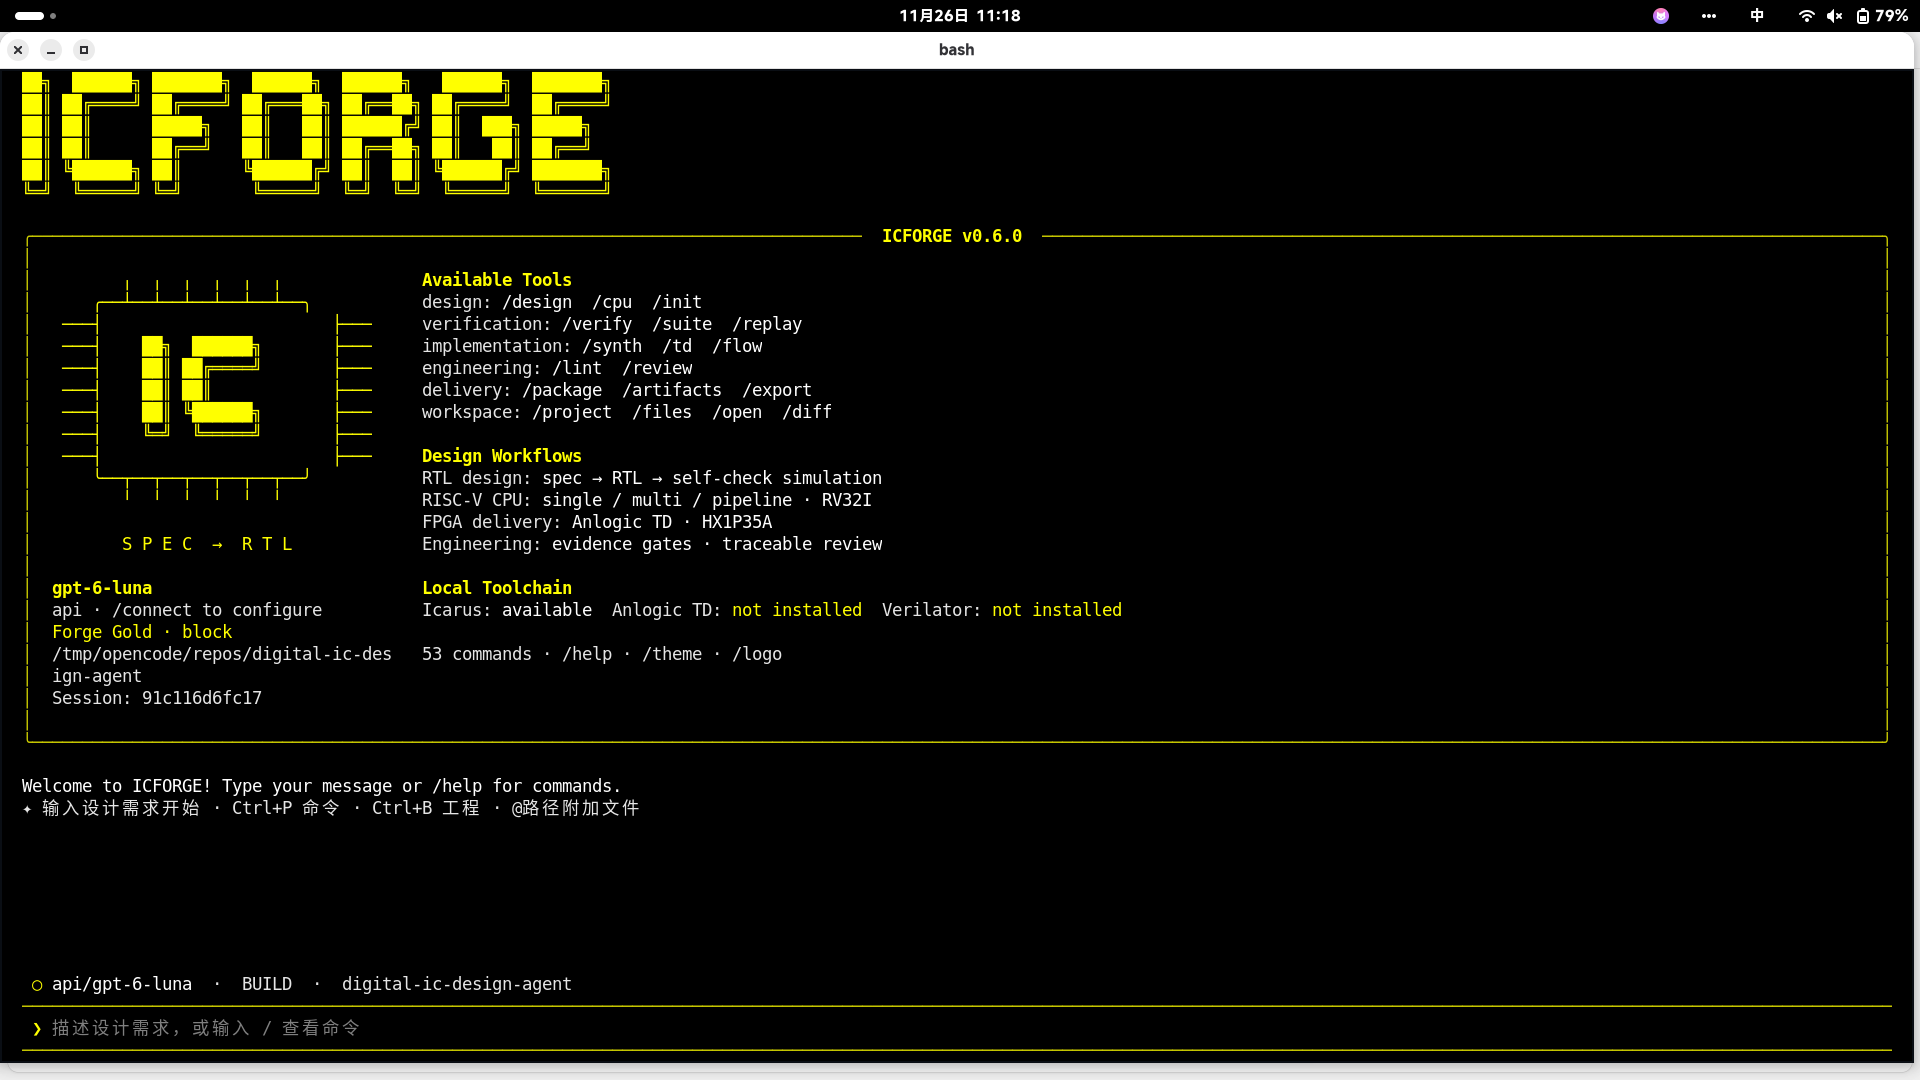 11月26日 11:18
中
79%
bash
ICFORGE
ICFORGE v0.6.0
IC
SPEC → RTL
gpt-6-luna
api · /connect to configure
Forge Gold · block
/tmp/opencode/repos/digital-ic-des
ign-agent
Session: 91c116d6fc17
Available Tools
design: /design /cpu /init
verification: /verify /suite /replay
implementation: /synth /td /flow
engineering: /lint /review
delivery: /package /artifacts /export
workspace: /project /files /open /diff
Design Workflows
RTL design: spec → RTL → self-check simulation
RISC-V CPU: single / multi / pipeline · RV32I
FPGA delivery: Anlogic TD · HX1P35A
Engineering: evidence gates · traceable review
Local Toolchain
Icarus: available Anlogic TD: not installed Verilator: not installed
53 commands · /help · /theme · /logo
Welcome to ICFORGE! Type your message or /help for commands.
✦ 输入设计需求开始 · Ctrl+P 命令 · Ctrl+B 工程 · @路径附加文件
○ api/gpt-6-luna · BUILD · digital-ic-design-agent
❯ 描述设计需求，或输入 / 查看命令